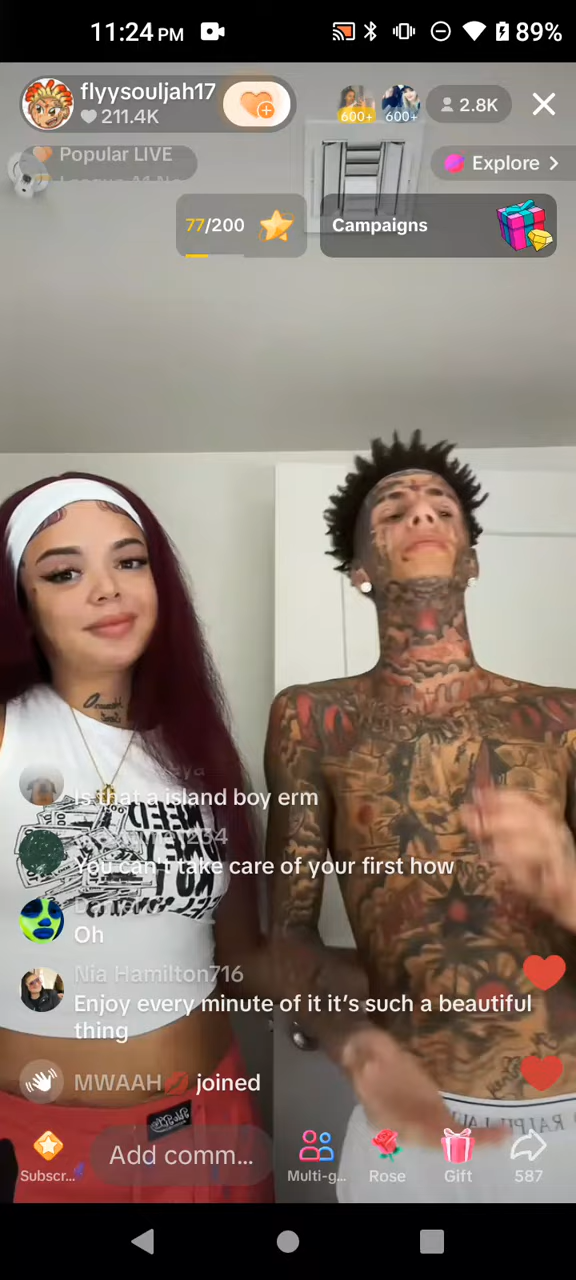 11:24 PM
89%
flyysouljah17
211.4K
600+
600+
2.8K
Popular LIVE
Explore >
77/200
Campaigns
Is that a island boy erm
You can't take care of your first how
Oh
Nia Hamilton716
Enjoy every minute of it it's such a beautiful
thing
MWAAH💋 joined
Subscr...
Add comm...
Multi-g...
Rose
Gift
587